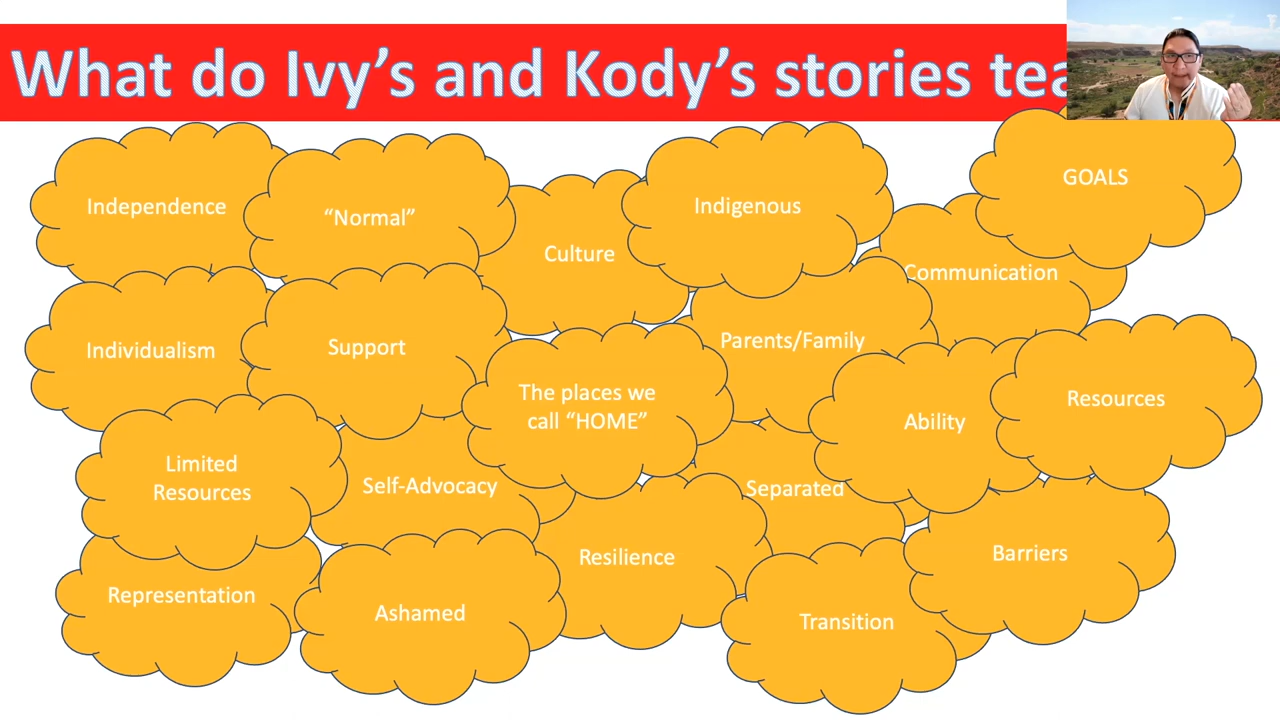 What do Ivy's and Kody's stories
Independence
"Normal"
Culture
Indigenous
GOALS
Communication
Individualism
Support
Parents/Family
The places we
call "HOME"
Ability
Resources
Limited
Resources
Self-Advocacy
Separated
Resilience
Barriers
Representation
Ashamed
Transition